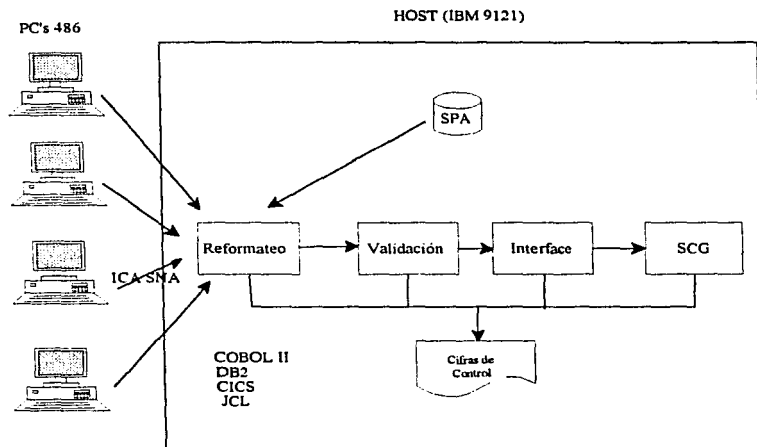 HOST (IBM 9121)
PC's 486
SPA
Reformateo
Validación
Interface
SCG
ICA SNA
Cifras de
Control
COBOL II
DB2
CICS
JCL